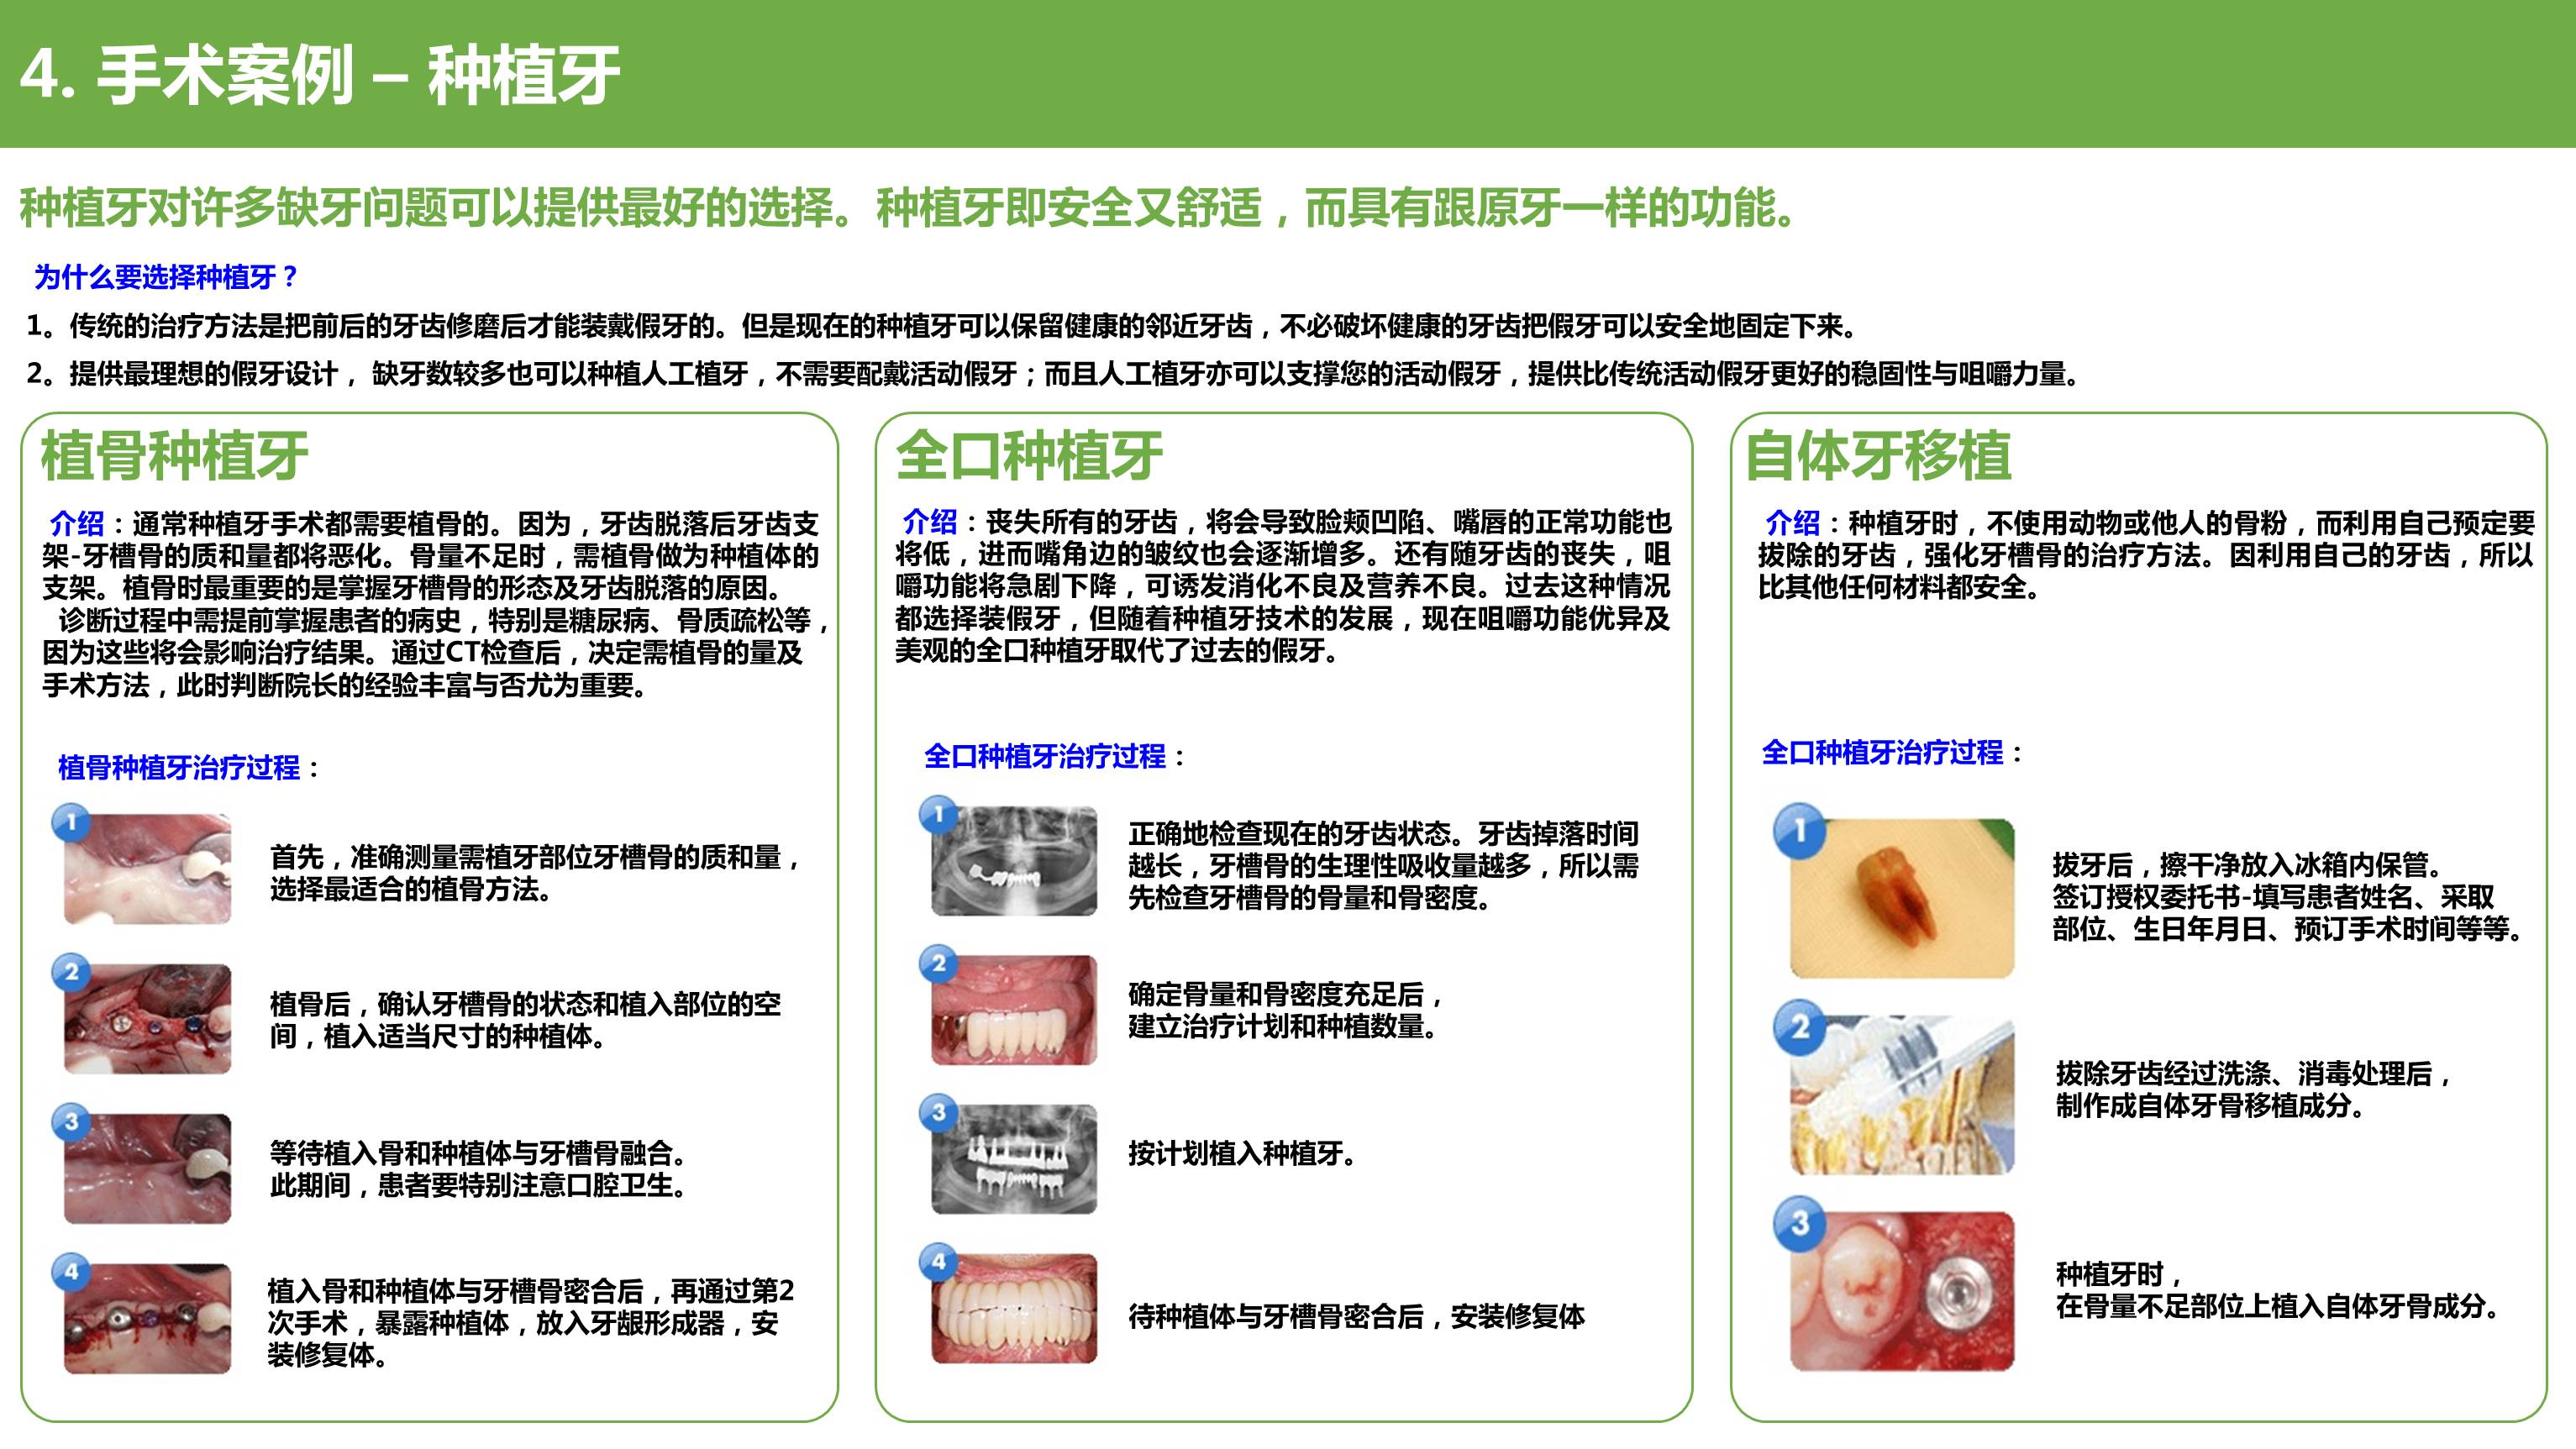 4. 手术案例 – 种植牙
种植牙对许多缺牙问题可以提供最好的选择。种植牙即安全又舒适，而具有跟原牙一样的功能。
为什么要选择种植牙？
1。传统的治疗方法是把前后的牙齿修磨后才能装戴假牙的。但是现在的种植牙可以保留健康的邻近牙齿，不必破坏健康的牙齿把假牙可以安全地固定下来。
2。提供最理想的假牙设计， 缺牙数较多也可以种植人工植牙，不需要配戴活动假牙；而且人工植牙亦可以支撑您的活动假牙，提供比传统活动假牙更好的稳固性与咀嚼力量。
植骨种植牙
介绍：通常种植牙手术都需要植骨的。因为，牙齿脱落后牙齿支
架-牙槽骨的质和量都将恶化。骨量不足时，需植骨做为种植体的
支架。植骨时最重要的是掌握牙槽骨的形态及牙齿脱落的原因。
诊断过程中需提前掌握患者的病史，特别是糖尿病、骨质疏松等，
因为这些将会影响治疗结果。通过CT检查后，决定需植骨的量及
手术方法，此时判断院长的经验丰富与否尤为重要。
植骨种植牙治疗过程：
1
首先，准确测量需植牙部位牙槽骨的质和量，
选择最适合的植骨方法。
2
植骨后，确认牙槽骨的状态和植入部位的空
间，植入适当尺寸的种植体。
3
等待植入骨和种植体与牙槽骨融合。
此期间，患者要特别注意口腔卫生。
4
植入骨和种植体与牙槽骨密合后，再通过第2
次手术，暴露种植体，放入牙龈形成器，安
装修复体。
全口种植牙
介绍：丧失所有的牙齿，将会导致脸颊凹陷、嘴唇的正常功能也
将低，进而嘴角边的皱纹也会逐渐增多。还有随牙齿的丧失，咀
嚼功能将急剧下降，可诱发消化不良及营养不良。过去这种情况
都选择装假牙，但随着种植牙技术的发展，现在咀嚼功能优异及
美观的全口种植牙取代了过去的假牙。
全口种植牙治疗过程：
1
正确地检查现在的牙齿状态。牙齿掉落时间
越长，牙槽骨的生理性吸收量越多，所以需
先检查牙槽骨的骨量和骨密度。
2
确定骨量和骨密度充足后，
建立治疗计划和种植数量。
3
按计划植入种植牙。
4
待种植体与牙槽骨密合后，安装修复体
自体牙移植
介绍：种植牙时，不使用动物或他人的骨粉，而利用自己预定要
拔除的牙齿，强化牙槽骨的治疗方法。因利用自己的牙齿，所以
比其他任何材料都安全。
全口种植牙治疗过程：
1
拔牙后，擦干净放入冰箱内保管。
签订授权委托书-填写患者姓名、采取
部位、生日年月日、预订手术时间等等。
2
拔除牙齿经过洗涤、消毒处理后，
制作成自体牙骨移植成分。
3
种植牙时，
在骨量不足部位上植入自体牙骨成分。